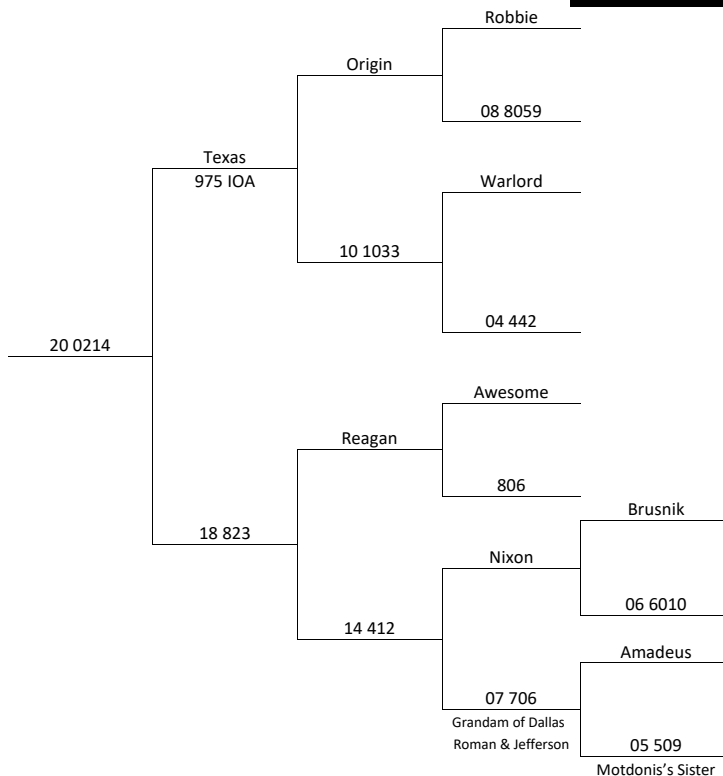 Robbie
Origin
08 8059
Texas
975 IOA
Warlord
10 1033
04 442
20 0214
Awesome
Reagan
806
Brusnik
18 823
Nixon
06 6010
14 412
Amadeus
07 706
Grandam of Dallas
Roman & Jefferson
05 509
Motdonis's Sister